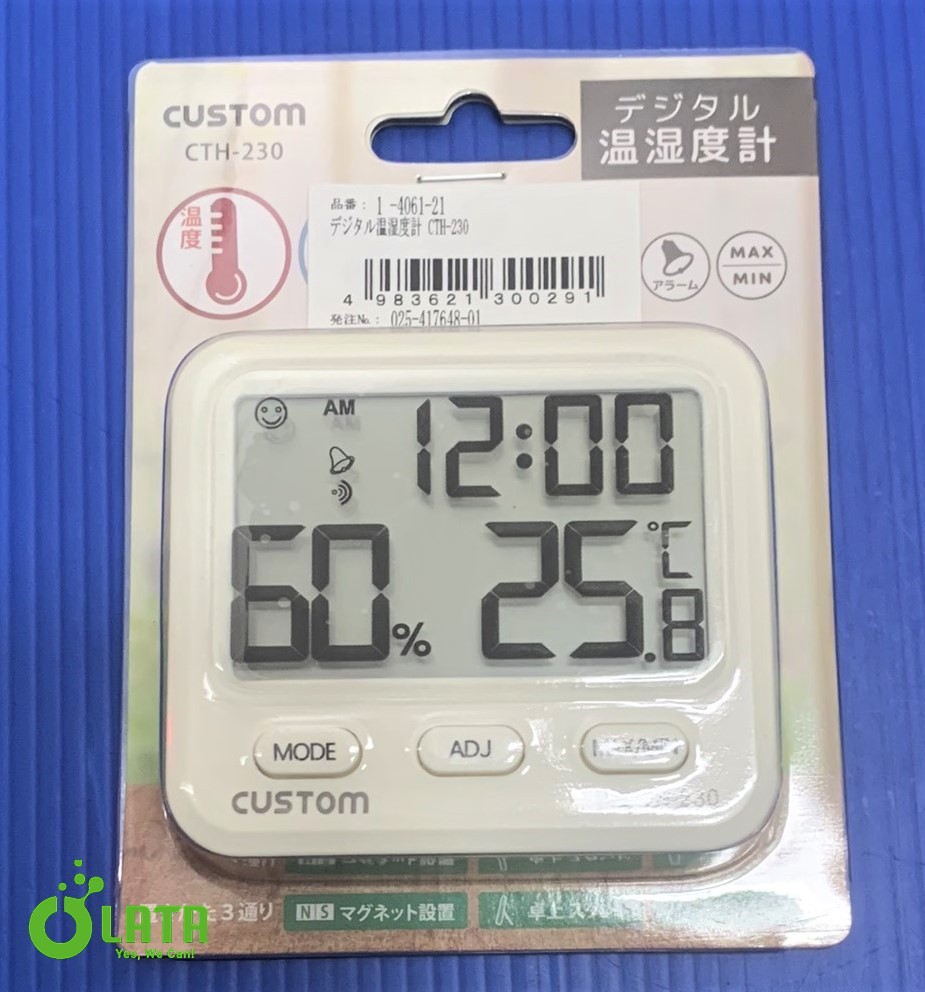 CUSTOM
CTH-230
デジタル
温湿度計
温度
品番： 1 -4061-21
デジタル温湿度計 CTH-230
4 983621 300291
発注No.： 025-417648-01
アラーム
MAX
MIN
AM
12:00
60%
25.8℃
MODE
ADJ
CUSTOM
3通り
NS マグネット設置
卓上
LATA
Yes, We Can!